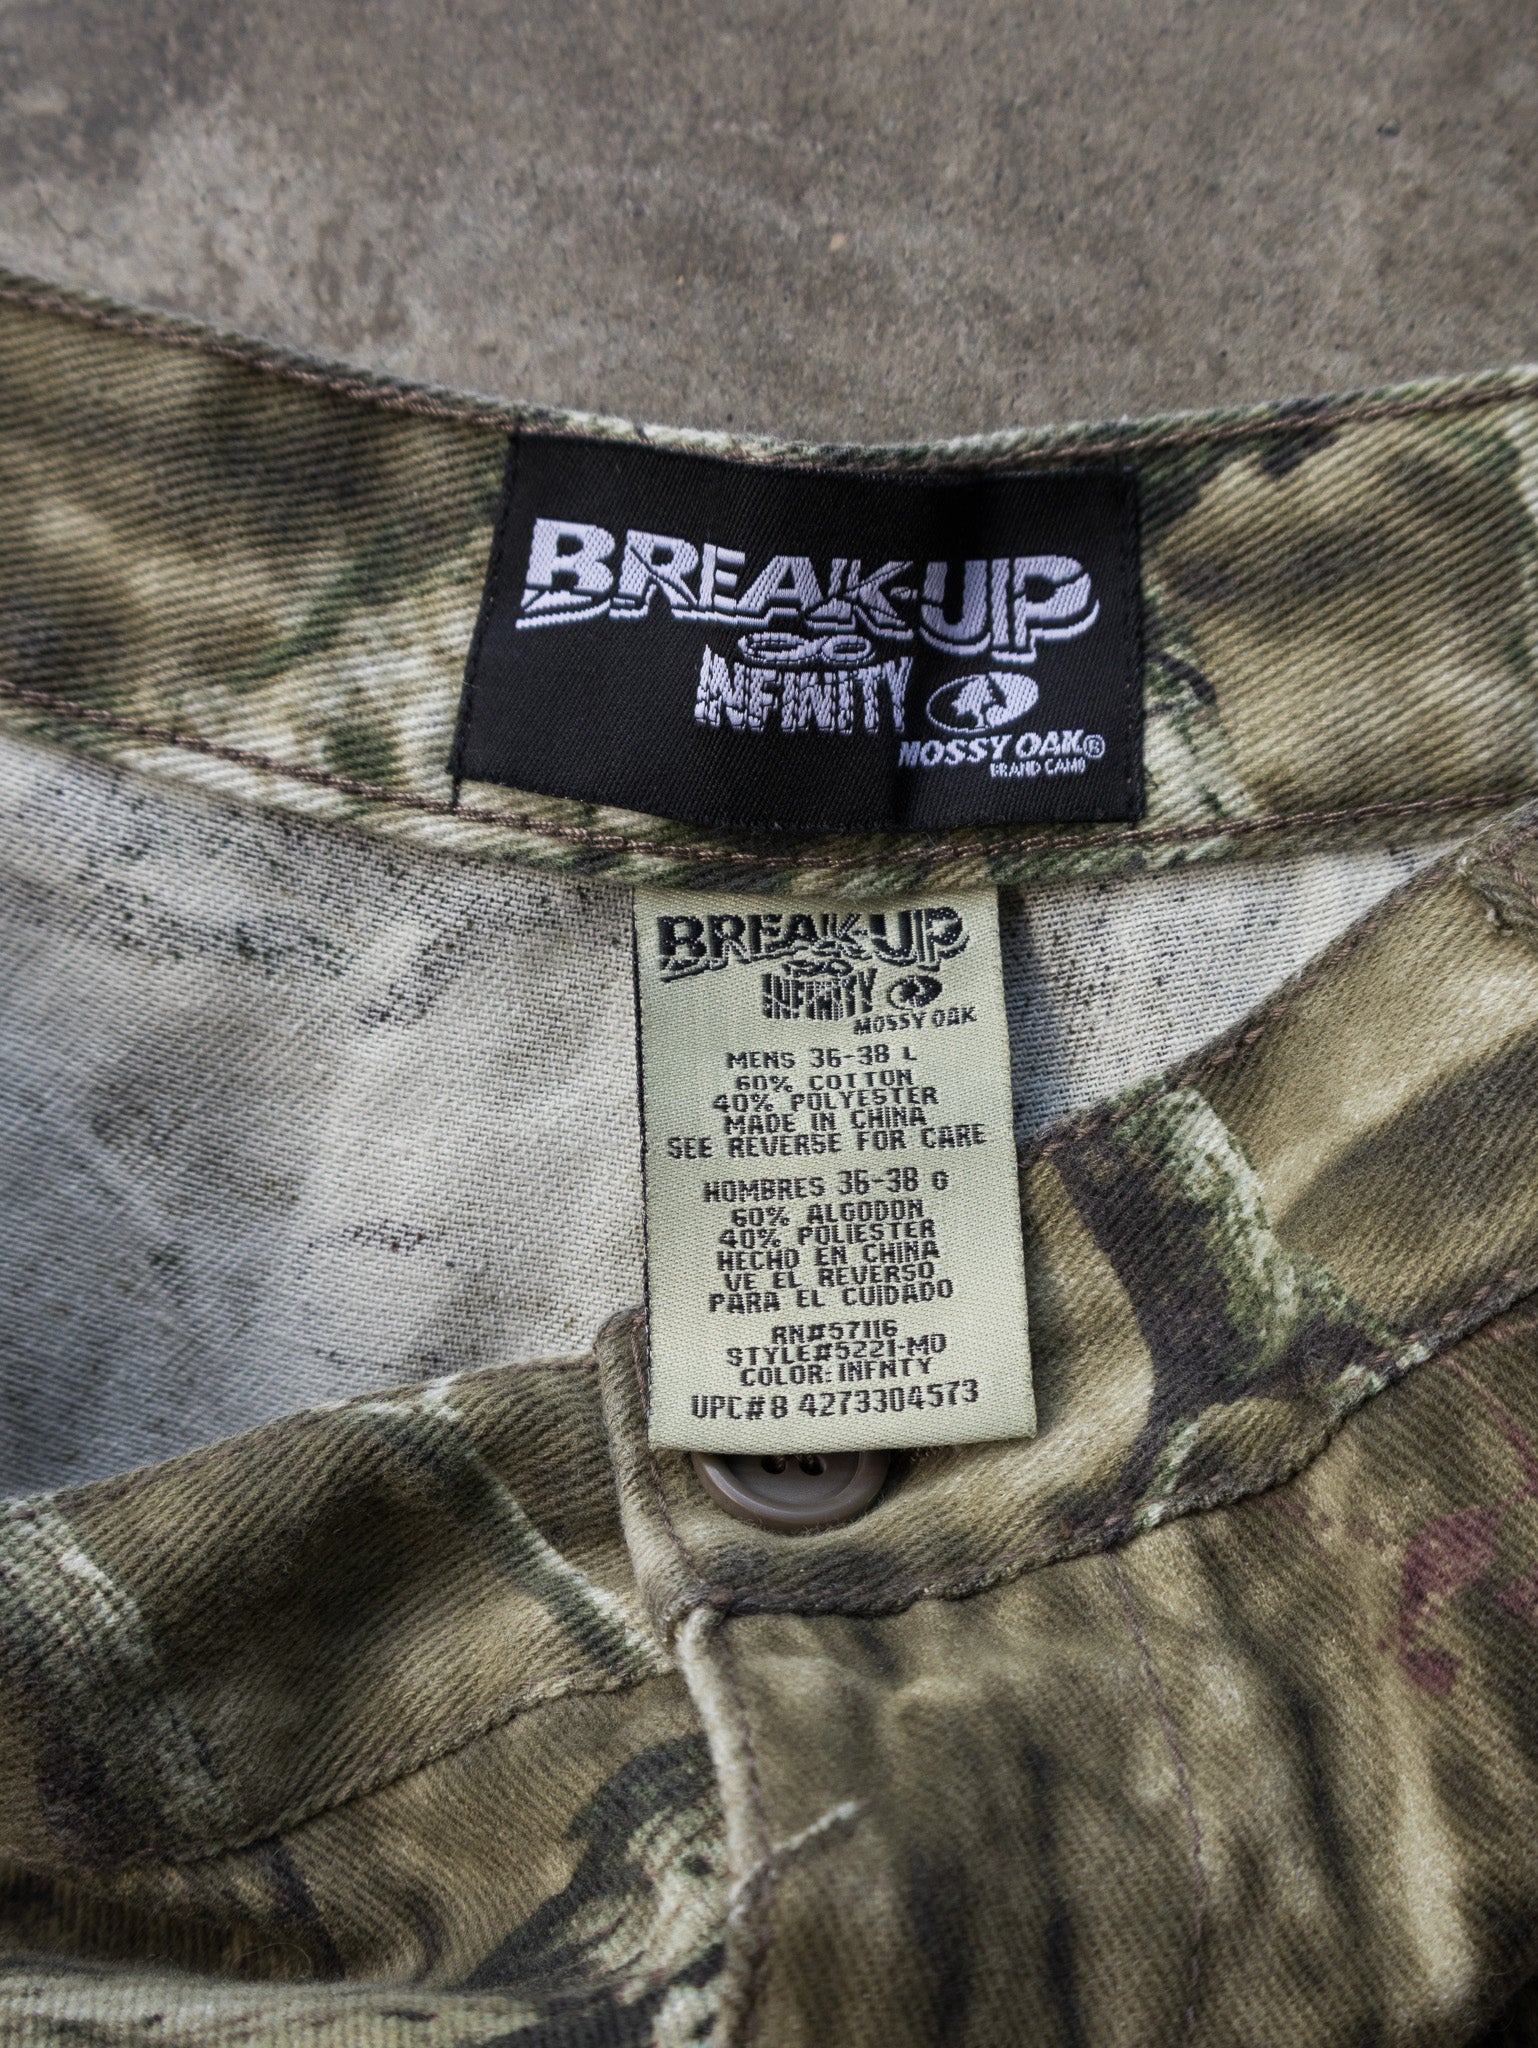 BREAK-UP
INFINITY
MOSSY OAK®
BRAND CAMO
BREAK-UP
INFINITY
MOSSY OAK
MENS 36-38 L
60% COTTON
40% POLYESTER
MADE IN CHINA
SEE REVERSE FOR CARE
HOMBRES 36-38 G
60% ALGODON
40% POLIESTER
HECHO EN CHINA
VE EL REVERSO
PARA EL CUIDADO
RN#57116
STYLE#5221-MO
COLOR: INFNTY
UPC#8 4273304573